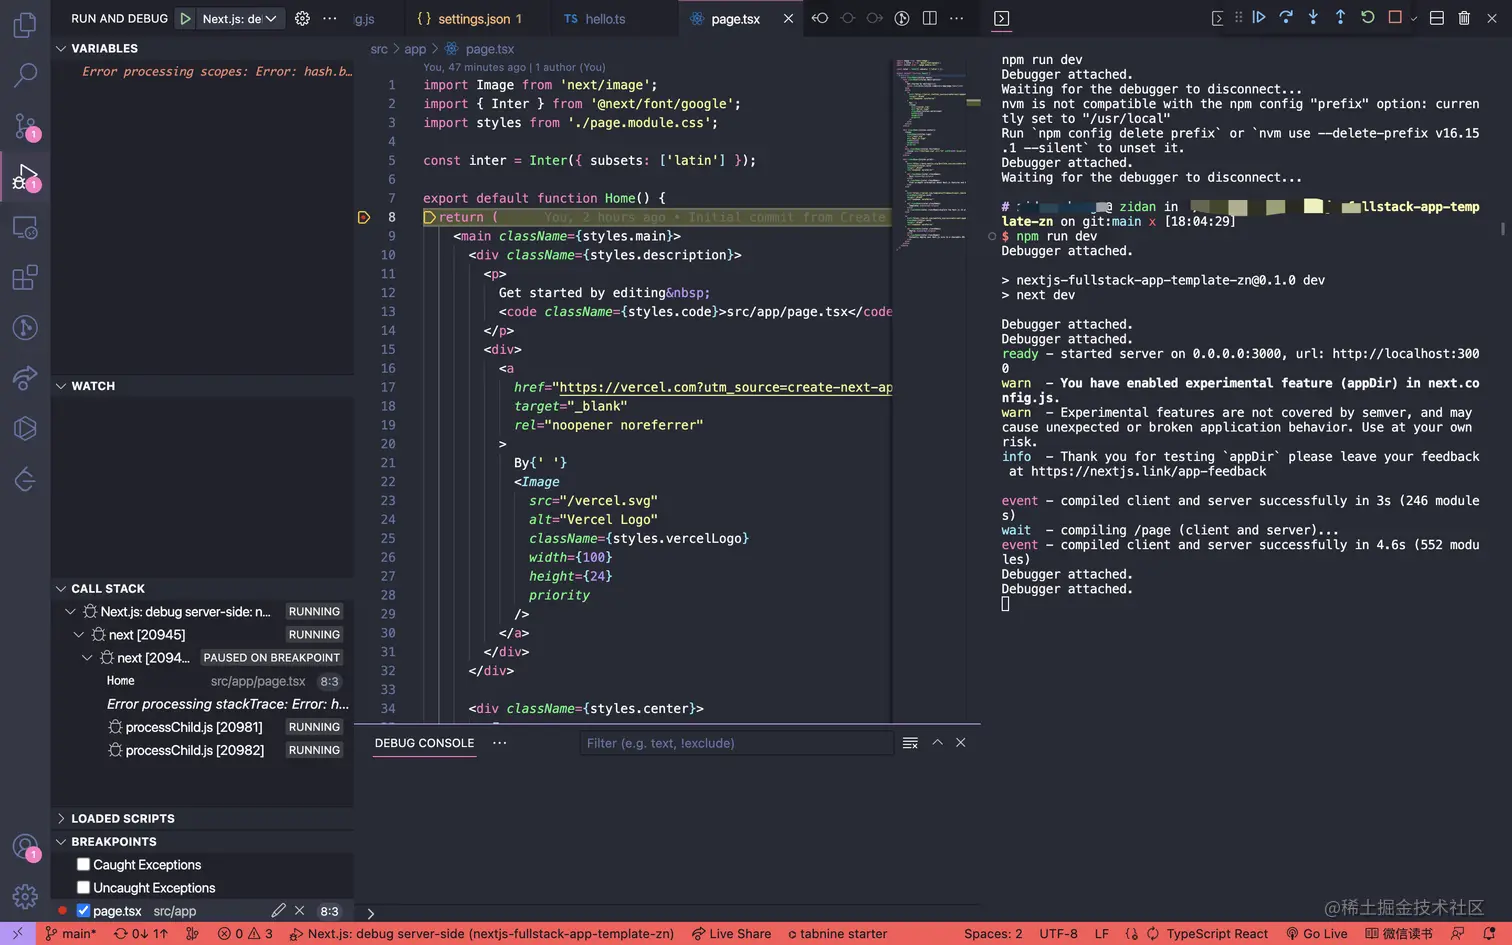 RUN AND DEBUG
Next.js: de
g.js
{} settings.json 1
TS hello.ts
page.tsx
VARIABLES
Error processing scopes: Error: hash.b…
WATCH
CALL STACK
Next.js: debug server-side: n… RUNNING
next [20945] RUNNING
next [2094… PAUSED ON BREAKPOINT
Home src/app/page.tsx 8:3
Error processing stackTrace: Error: h…
processChild.js [20981] RUNNING
processChild.js [20982] RUNNING
LOADED SCRIPTS
BREAKPOINTS
Caught Exceptions
Uncaught Exceptions
page.tsx src/app 8:3
1
1
1
src > app > page.tsx
You, 47 minutes ago | 1 author (You)
1 import Image from 'next/image';
2 import { Inter } from '@next/font/google';
3 import styles from './page.module.css';
4
5 const inter = Inter({ subsets: ['latin'] });
6
7 export default function Home() {
8 return ( You, 2 hours ago • Initial commit from Create
9 <main className={styles.main}>
10 <div className={styles.description}>
11 <p>
12 Get started by editing&nbsp;
13 <code className={styles.code}>src/app/page.tsx</code
14 </p>
15 <div>
16 <a
17 href="https://vercel.com?utm_source=create-next-ap
18 target="_blank"
19 rel="noopener noreferrer"
20 >
21 By{' '}
22 <Image
23 src="/vercel.svg"
24 alt="Vercel Logo"
25 className={styles.vercelLogo}
26 width={100}
27 height={24}
28 priority
29 />
30 </a>
31 </div>
32 </div>
33
34 <div className={styles.center}>
DEBUG CONSOLE
Filter (e.g. text, !exclude)
npm run dev
Debugger attached.
Waiting for the debugger to disconnect...
nvm is not compatible with the npm config "prefix" option: curren
tly set to "/usr/local"
Run `npm config delete prefix` or `nvm use --delete-prefix v16.15
.1 --silent` to unset it.
Debugger attached.
Waiting for the debugger to disconnect...
# @ zidan in llstack-app-temp
late-zn on git:main x [18:04:29]
$ npm run dev
Debugger attached.
> nextjs-fullstack-app-template-zn@0.1.0 dev
> next dev
Debugger attached.
Debugger attached.
ready - started server on 0.0.0.0:3000, url: http://localhost:300
0
warn - You have enabled experimental feature (appDir) in next.co
nfig.js.
warn - Experimental features are not covered by semver, and may
cause unexpected or broken application behavior. Use at your own
risk.
info - Thank you for testing `appDir` please leave your feedback
at https://nextjs.link/app-feedback
event - compiled client and server successfully in 3s (246 module
s)
wait - compiling /page (client and server)...
event - compiled client and server successfully in 4.6s (552 modu
les)
Debugger attached.
Debugger attached.
@稀土掘金技术社区
main* 0↓ 1↑ 0 3 Next.js: debug server-side (nextjs-fullstack-app-template-zn) Live Share tabnine starter Spaces: 2 UTF-8 LF TypeScript React Go Live 微信读书